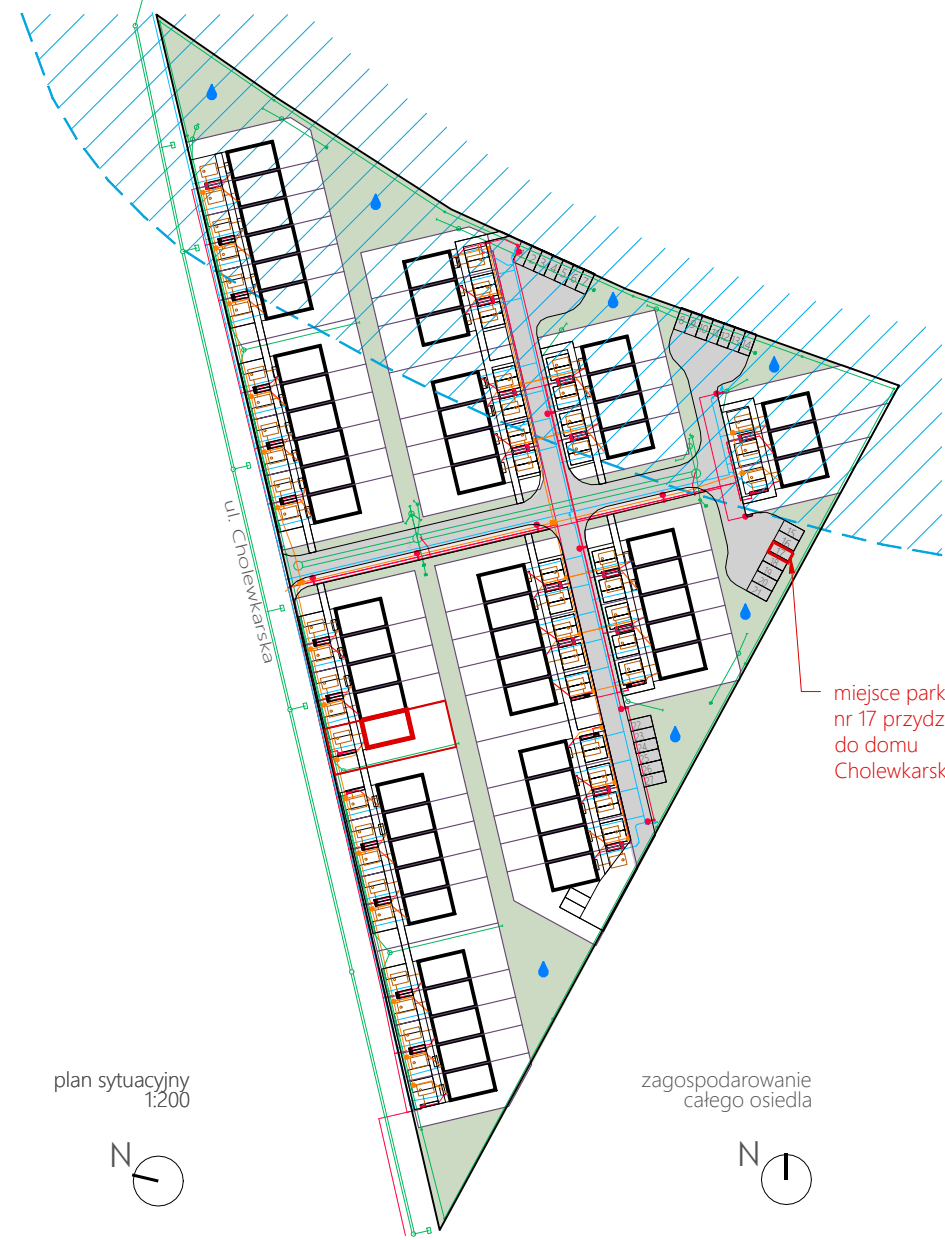 ul. Cholewkarska
miejsce park
nr 17 przydz
do domu
Cholewkarsk
plan sytuacyjny
1:200
zagospodarowanie
całego osiedla
N
N